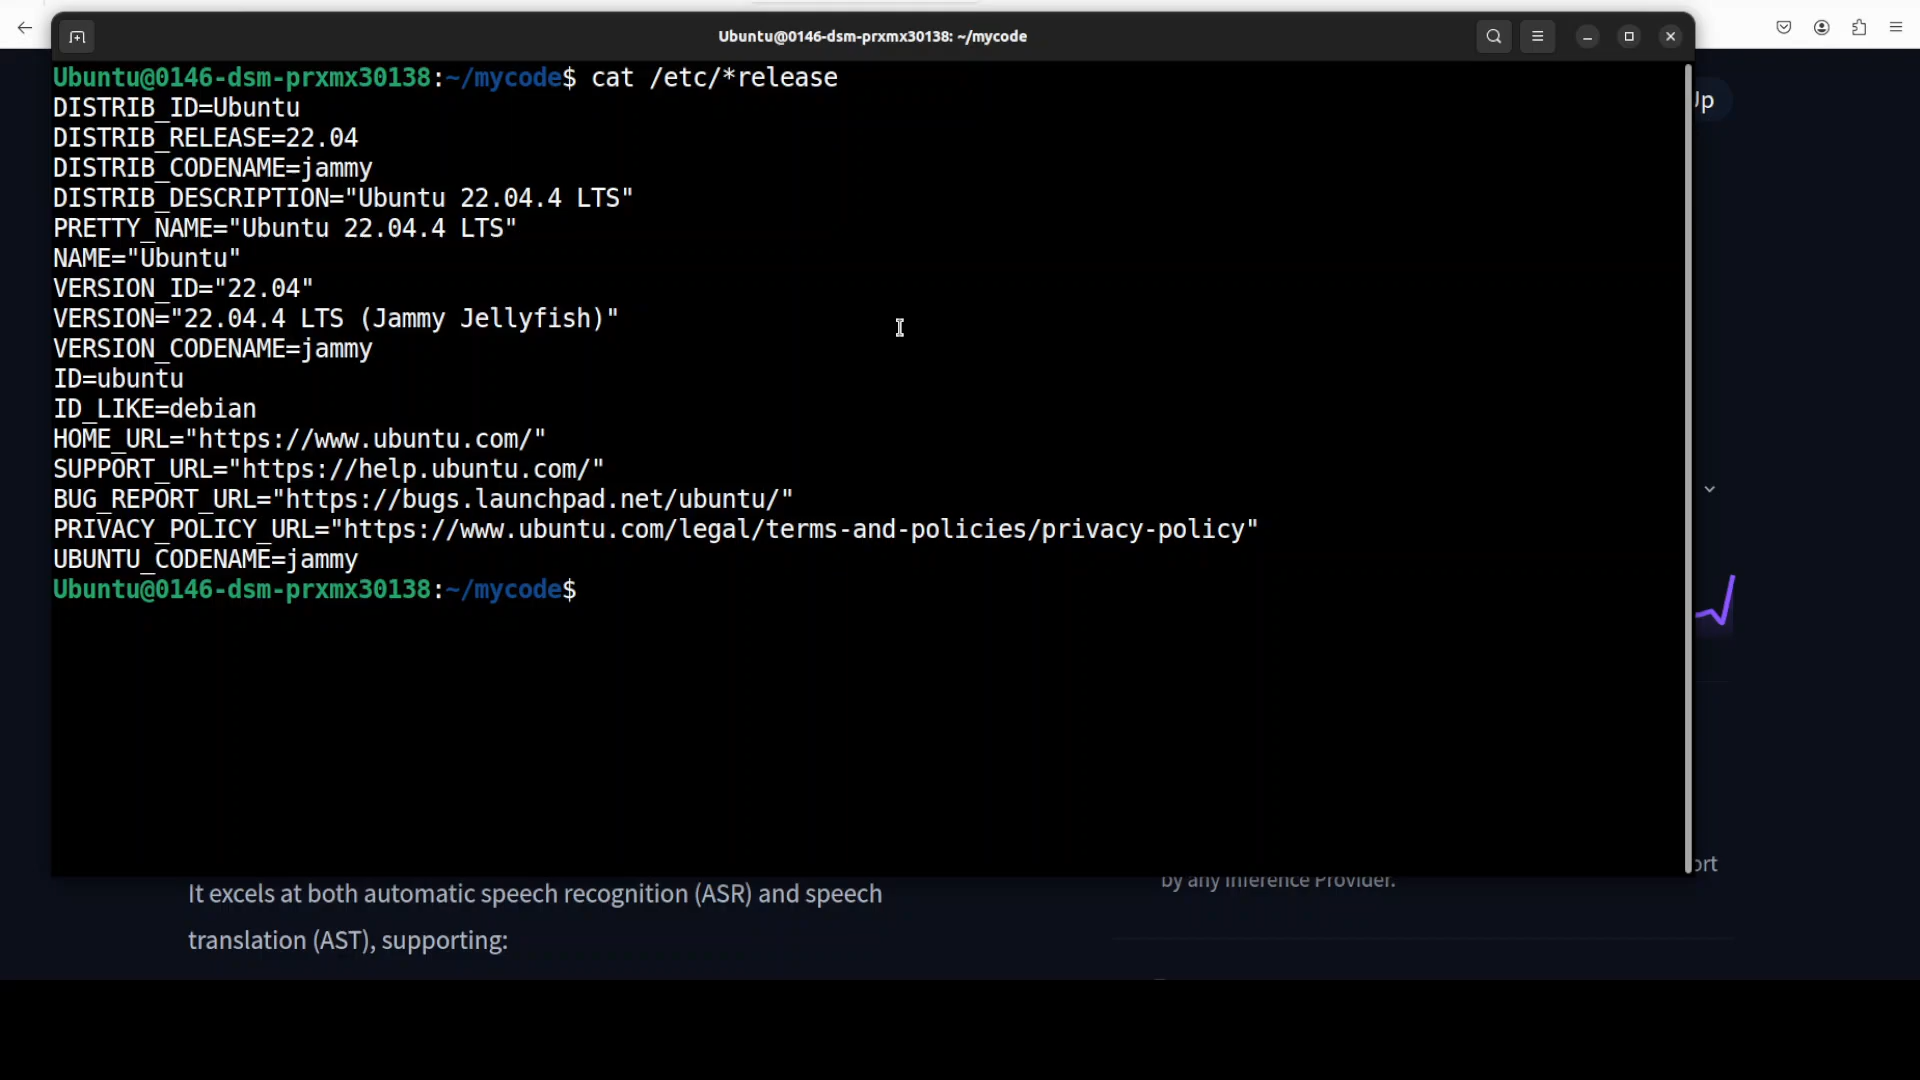 Ubuntu@0146-dsm-prxmx30138: ~/mycode
Ubuntu@0146-dsm-prxmx30138:~/mycode$ cat /etc/*release
DISTRIB_ID=Ubuntu
DISTRIB_RELEASE=22.04
DISTRIB_CODENAME=jammy
DISTRIB_DESCRIPTION="Ubuntu 22.04.4 LTS"
PRETTY_NAME="Ubuntu 22.04.4 LTS"
NAME="Ubuntu"
VERSION_ID="22.04"
VERSION="22.04.4 LTS (Jammy Jellyfish)"
VERSION_CODENAME=jammy
ID=ubuntu
ID_LIKE=debian
HOME_URL="https://www.ubuntu.com/"
SUPPORT_URL="https://help.ubuntu.com/"
BUG_REPORT_URL="https://bugs.launchpad.net/ubuntu/"
PRIVACY_POLICY_URL="https://www.ubuntu.com/legal/terms-and-policies/privacy-policy"
UBUNTU_CODENAME=jammy
Ubuntu@0146-dsm-prxmx30138:~/mycode$
It excels at both automatic speech recognition (ASR) and speech
translation (AST), supporting:
by any Inference Provider.